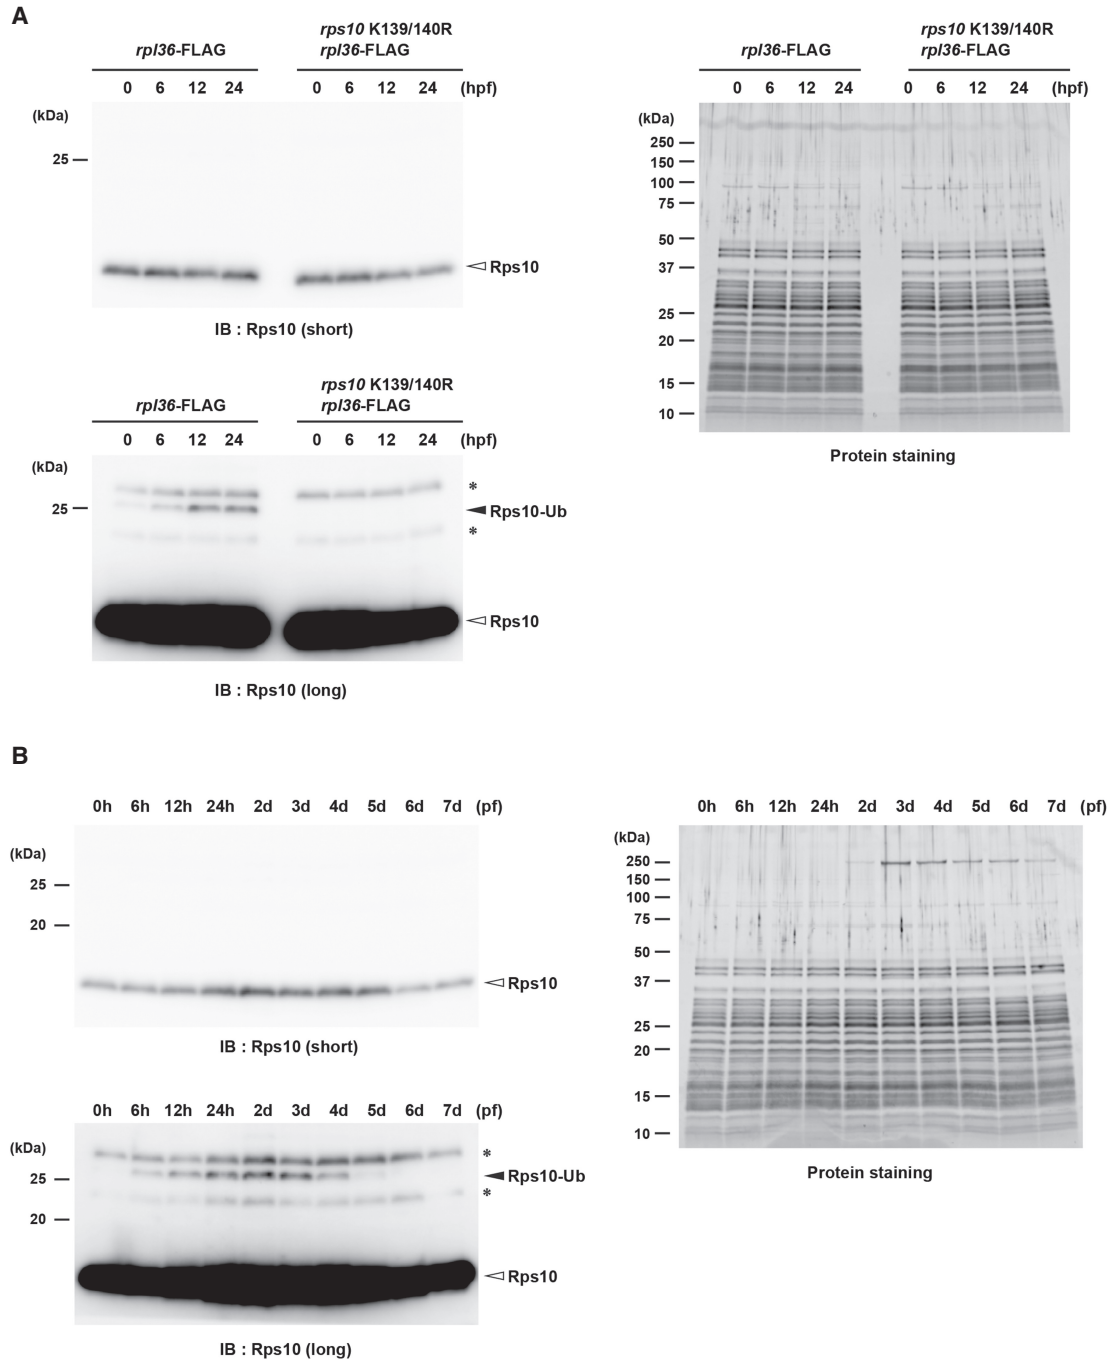 A
rpl36-FLAG
rps10 K139/140R
rpl36-FLAG
0 6 12 24 0 6 12 24 (hpf)
(kDa)
25
Rps10
IB : Rps10 (short)
rpl36-FLAG
rps10 K139/140R
rpl36-FLAG
0 6 12 24 0 6 12 24 (hpf)
(kDa)
*
25
Rps10-Ub
*
Rps10
IB : Rps10 (long)
rpl36-FLAG
rps10 K139/140R
rpl36-FLAG
0 6 12 24 0 6 12 24 (hpf)
(kDa)
250
150
100
75
50
37
25
20
15
10
Protein staining
B
0h 6h 12h 24h 2d 3d 4d 5d 6d 7d (pf)
(kDa)
25
20
Rps10
IB : Rps10 (short)
0h 6h 12h 24h 2d 3d 4d 5d 6d 7d (pf)
(kDa)
*
25
Rps10-Ub
*
20
Rps10
IB : Rps10 (long)
0h 6h 12h 24h 2d 3d 4d 5d 6d 7d (pf)
(kDa)
250
150
100
75
50
37
25
20
15
10
Protein staining